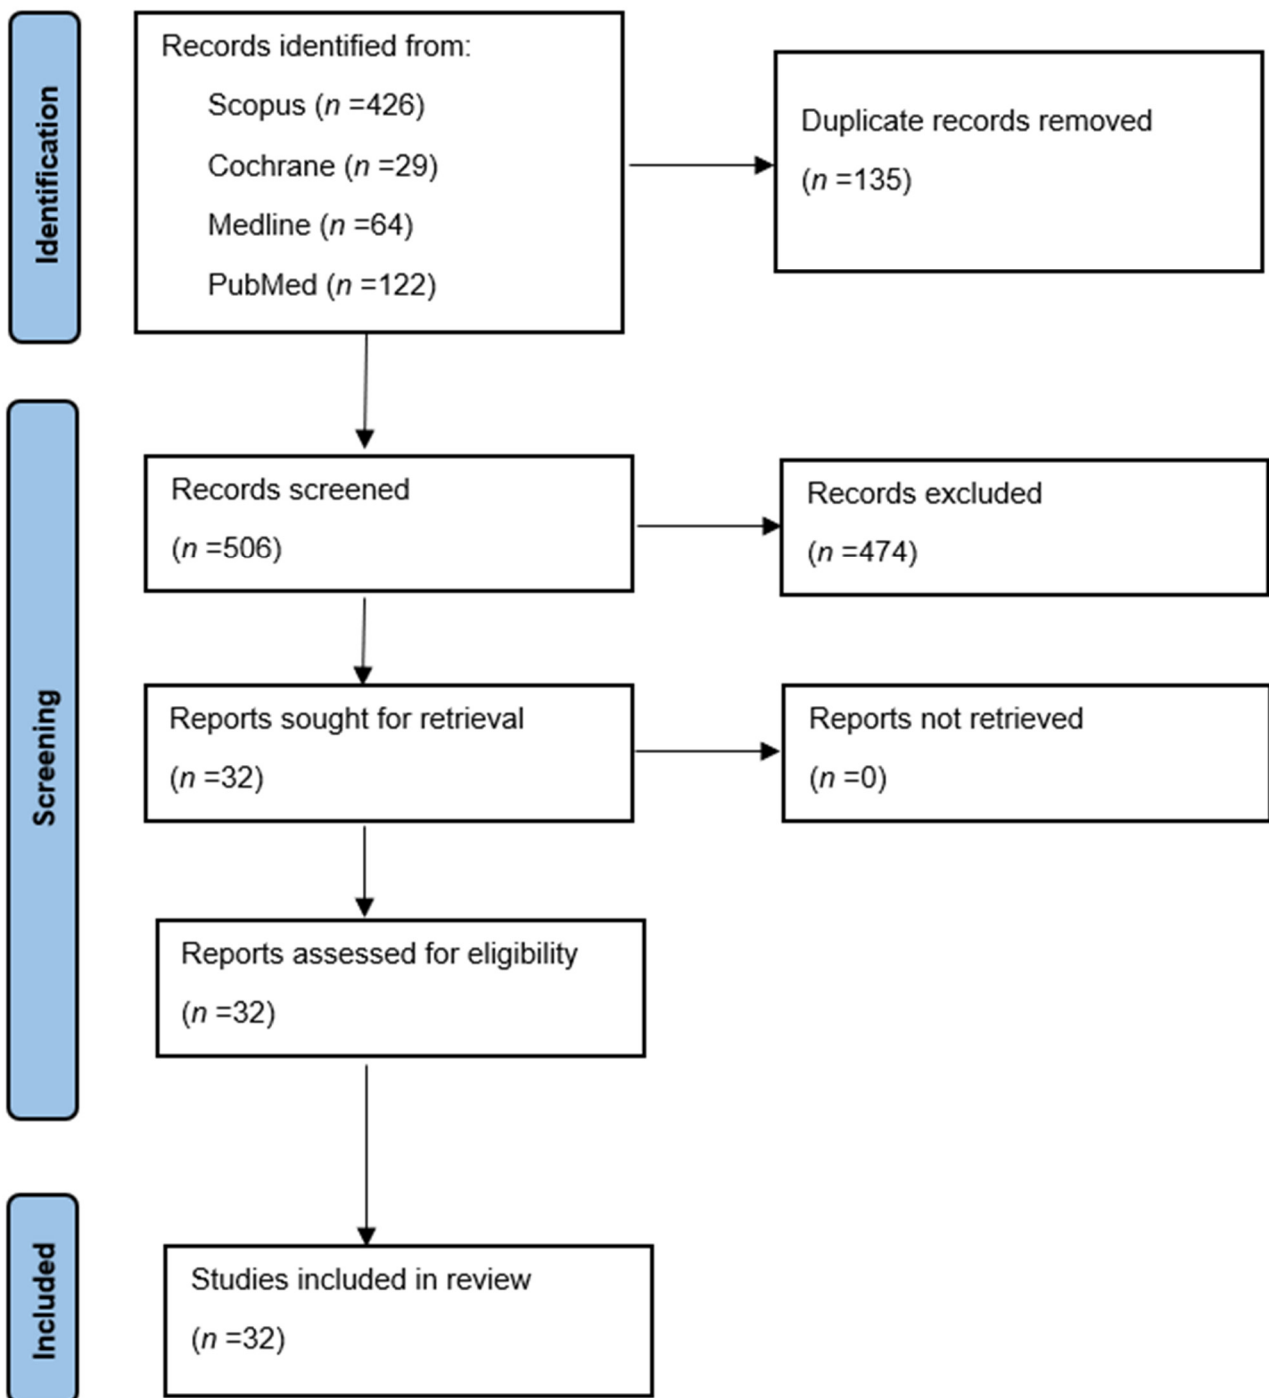 Identification
Records identified from:
Scopus (n =426)
Cochrane (n =29)
Medline (n =64)
PubMed (n =122)
Duplicate records removed
(n =135)
Screening
Records screened
(n =506)
Records excluded
(n =474)
Reports sought for retrieval
(n =32)
Reports not retrieved
(n =0)
Reports assessed for eligibility
(n =32)
Included
Studies included in review
(n =32)